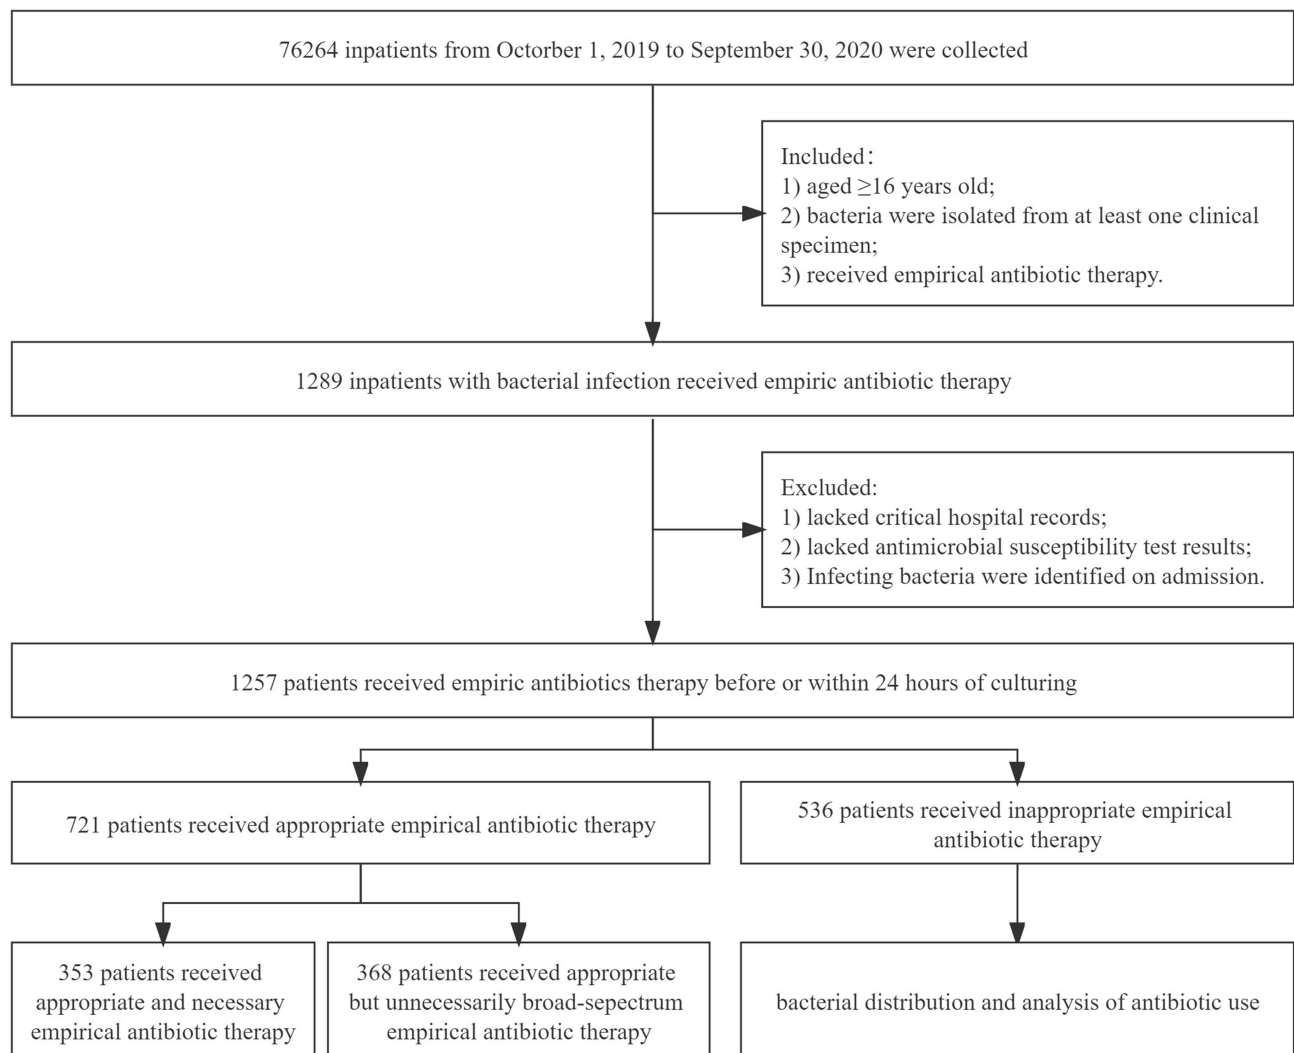 76264 inpatients from Octorber 1, 2019 to September 30, 2020 were collected
Included：
1) aged ≥16 years old;
2) bacteria were isolated from at least one clinical
specimen;
3) received empirical antibiotic therapy.
1289 inpatients with bacterial infection received empiric antibiotic therapy
Excluded:
1) lacked critical hospital records;
2) lacked antimicrobial susceptibility test results;
3) Infecting bacteria were identified on admission.
1257 patients received empiric antibiotics therapy before or within 24 hours of culturing
721 patients received appropriate empirical antibiotic therapy
536 patients received inappropriate empirical
antibiotic therapy
353 patients received
appropriate and necessary
empirical antibiotic therapy
368 patients received appropriate
but unnecessarily broad-sepectrum
empirical antibiotic therapy
bacterial distribution and analysis of antibiotic use